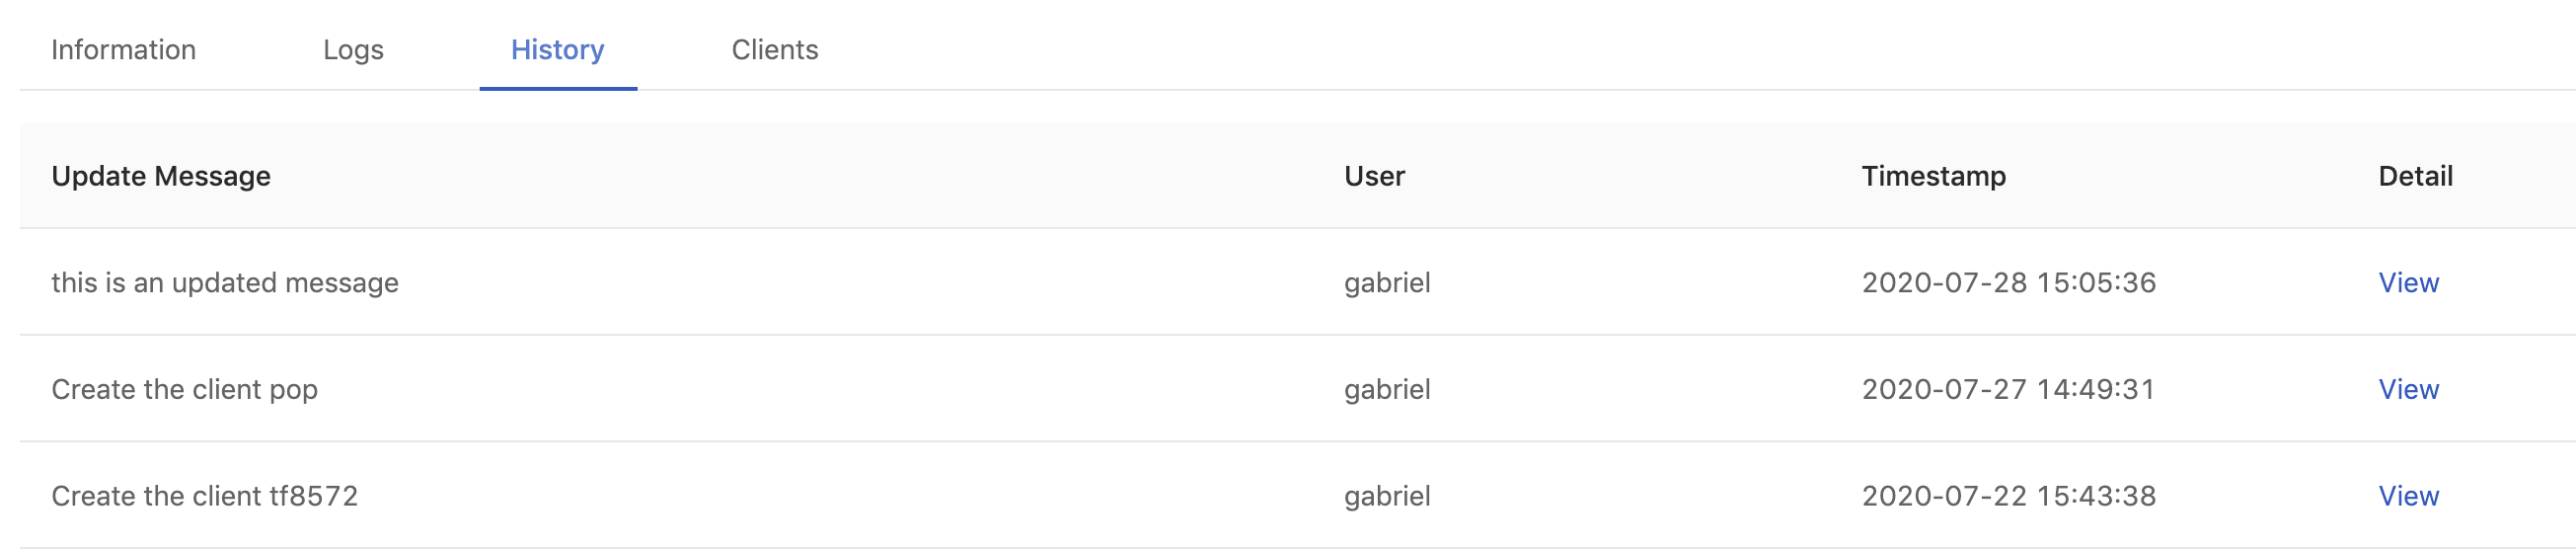 Information Logs History Clients
Update Message User Timestamp Detail
this is an updated message gabriel 2020-07-28 15:05:36 View
Create the client pop gabriel 2020-07-27 14:49:31 View
Create the client tf8572 gabriel 2020-07-22 15:43:38 View